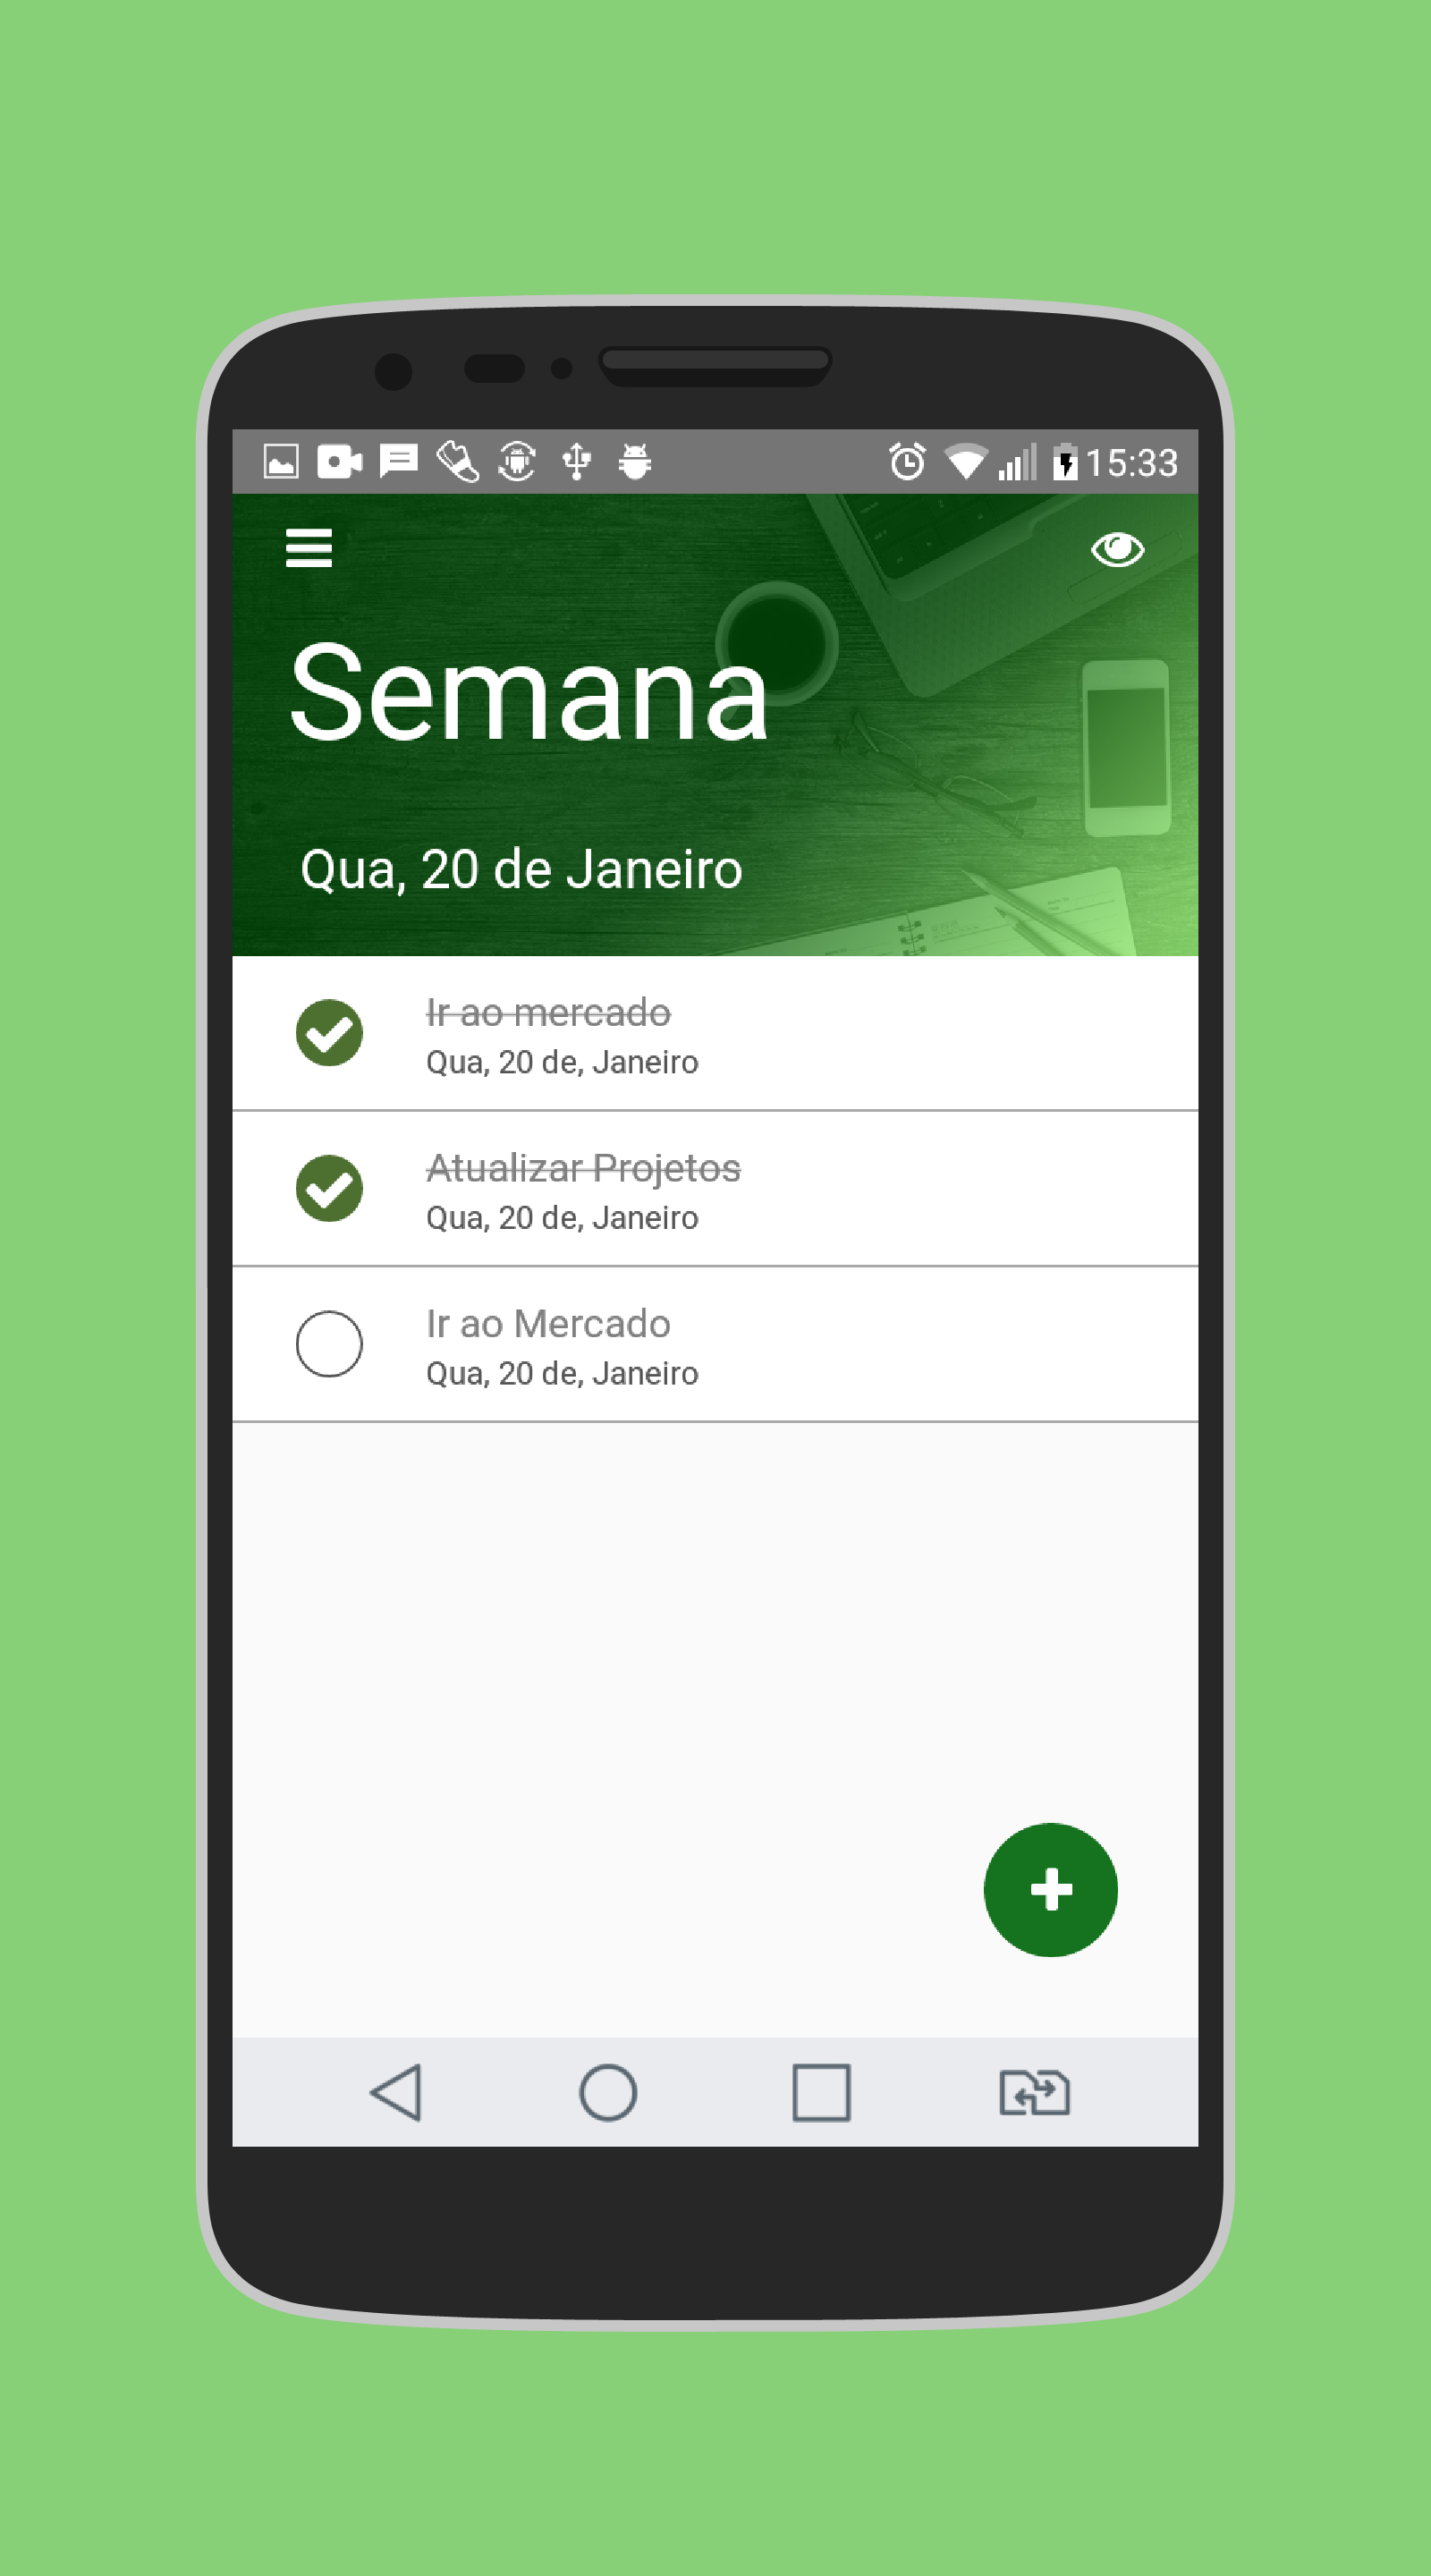 15:33
Semana
Qua, 20 de Janeiro
Ir ao mercado
Qua, 20 de, Janeiro
Atualizar Projetos
Qua, 20 de, Janeiro
Ir ao Mercado
Qua, 20 de, Janeiro